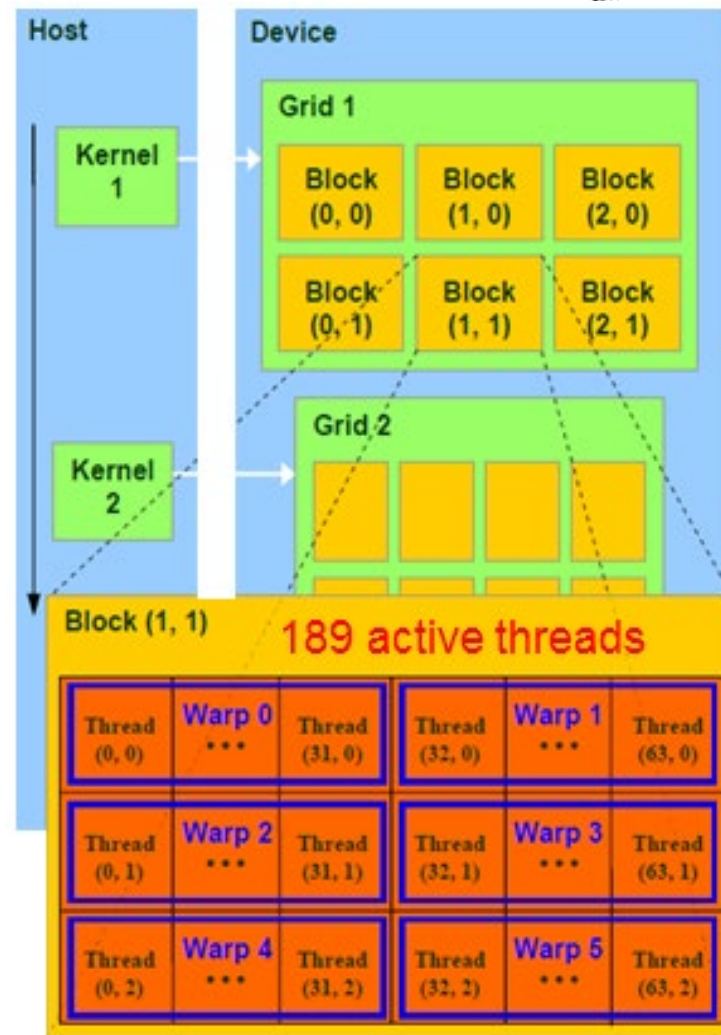 Host
Device
Grid 1
Kernel
1
Block
(0, 0)
Block
(1, 0)
Block
(2, 0)
Block
(0, 1)
Block
(1, 1)
Block
(2, 1)
Grid 2
Kernel
2
Block (1, 1)
189 active threads
Thread
(0, 0)
Warp 0
•••
Thread
(31, 0)
Thread
(32, 0)
Warp 1
•••
Thread
(63, 0)
Thread
(0, 1)
Warp 2
•••
Thread
(31, 1)
Thread
(32, 1)
Warp 3
•••
Thread
(63, 1)
Thread
(0, 2)
Warp 4
•••
Thread
(31, 2)
Thread
(32, 2)
Warp 5
•••
Thread
(63, 2)